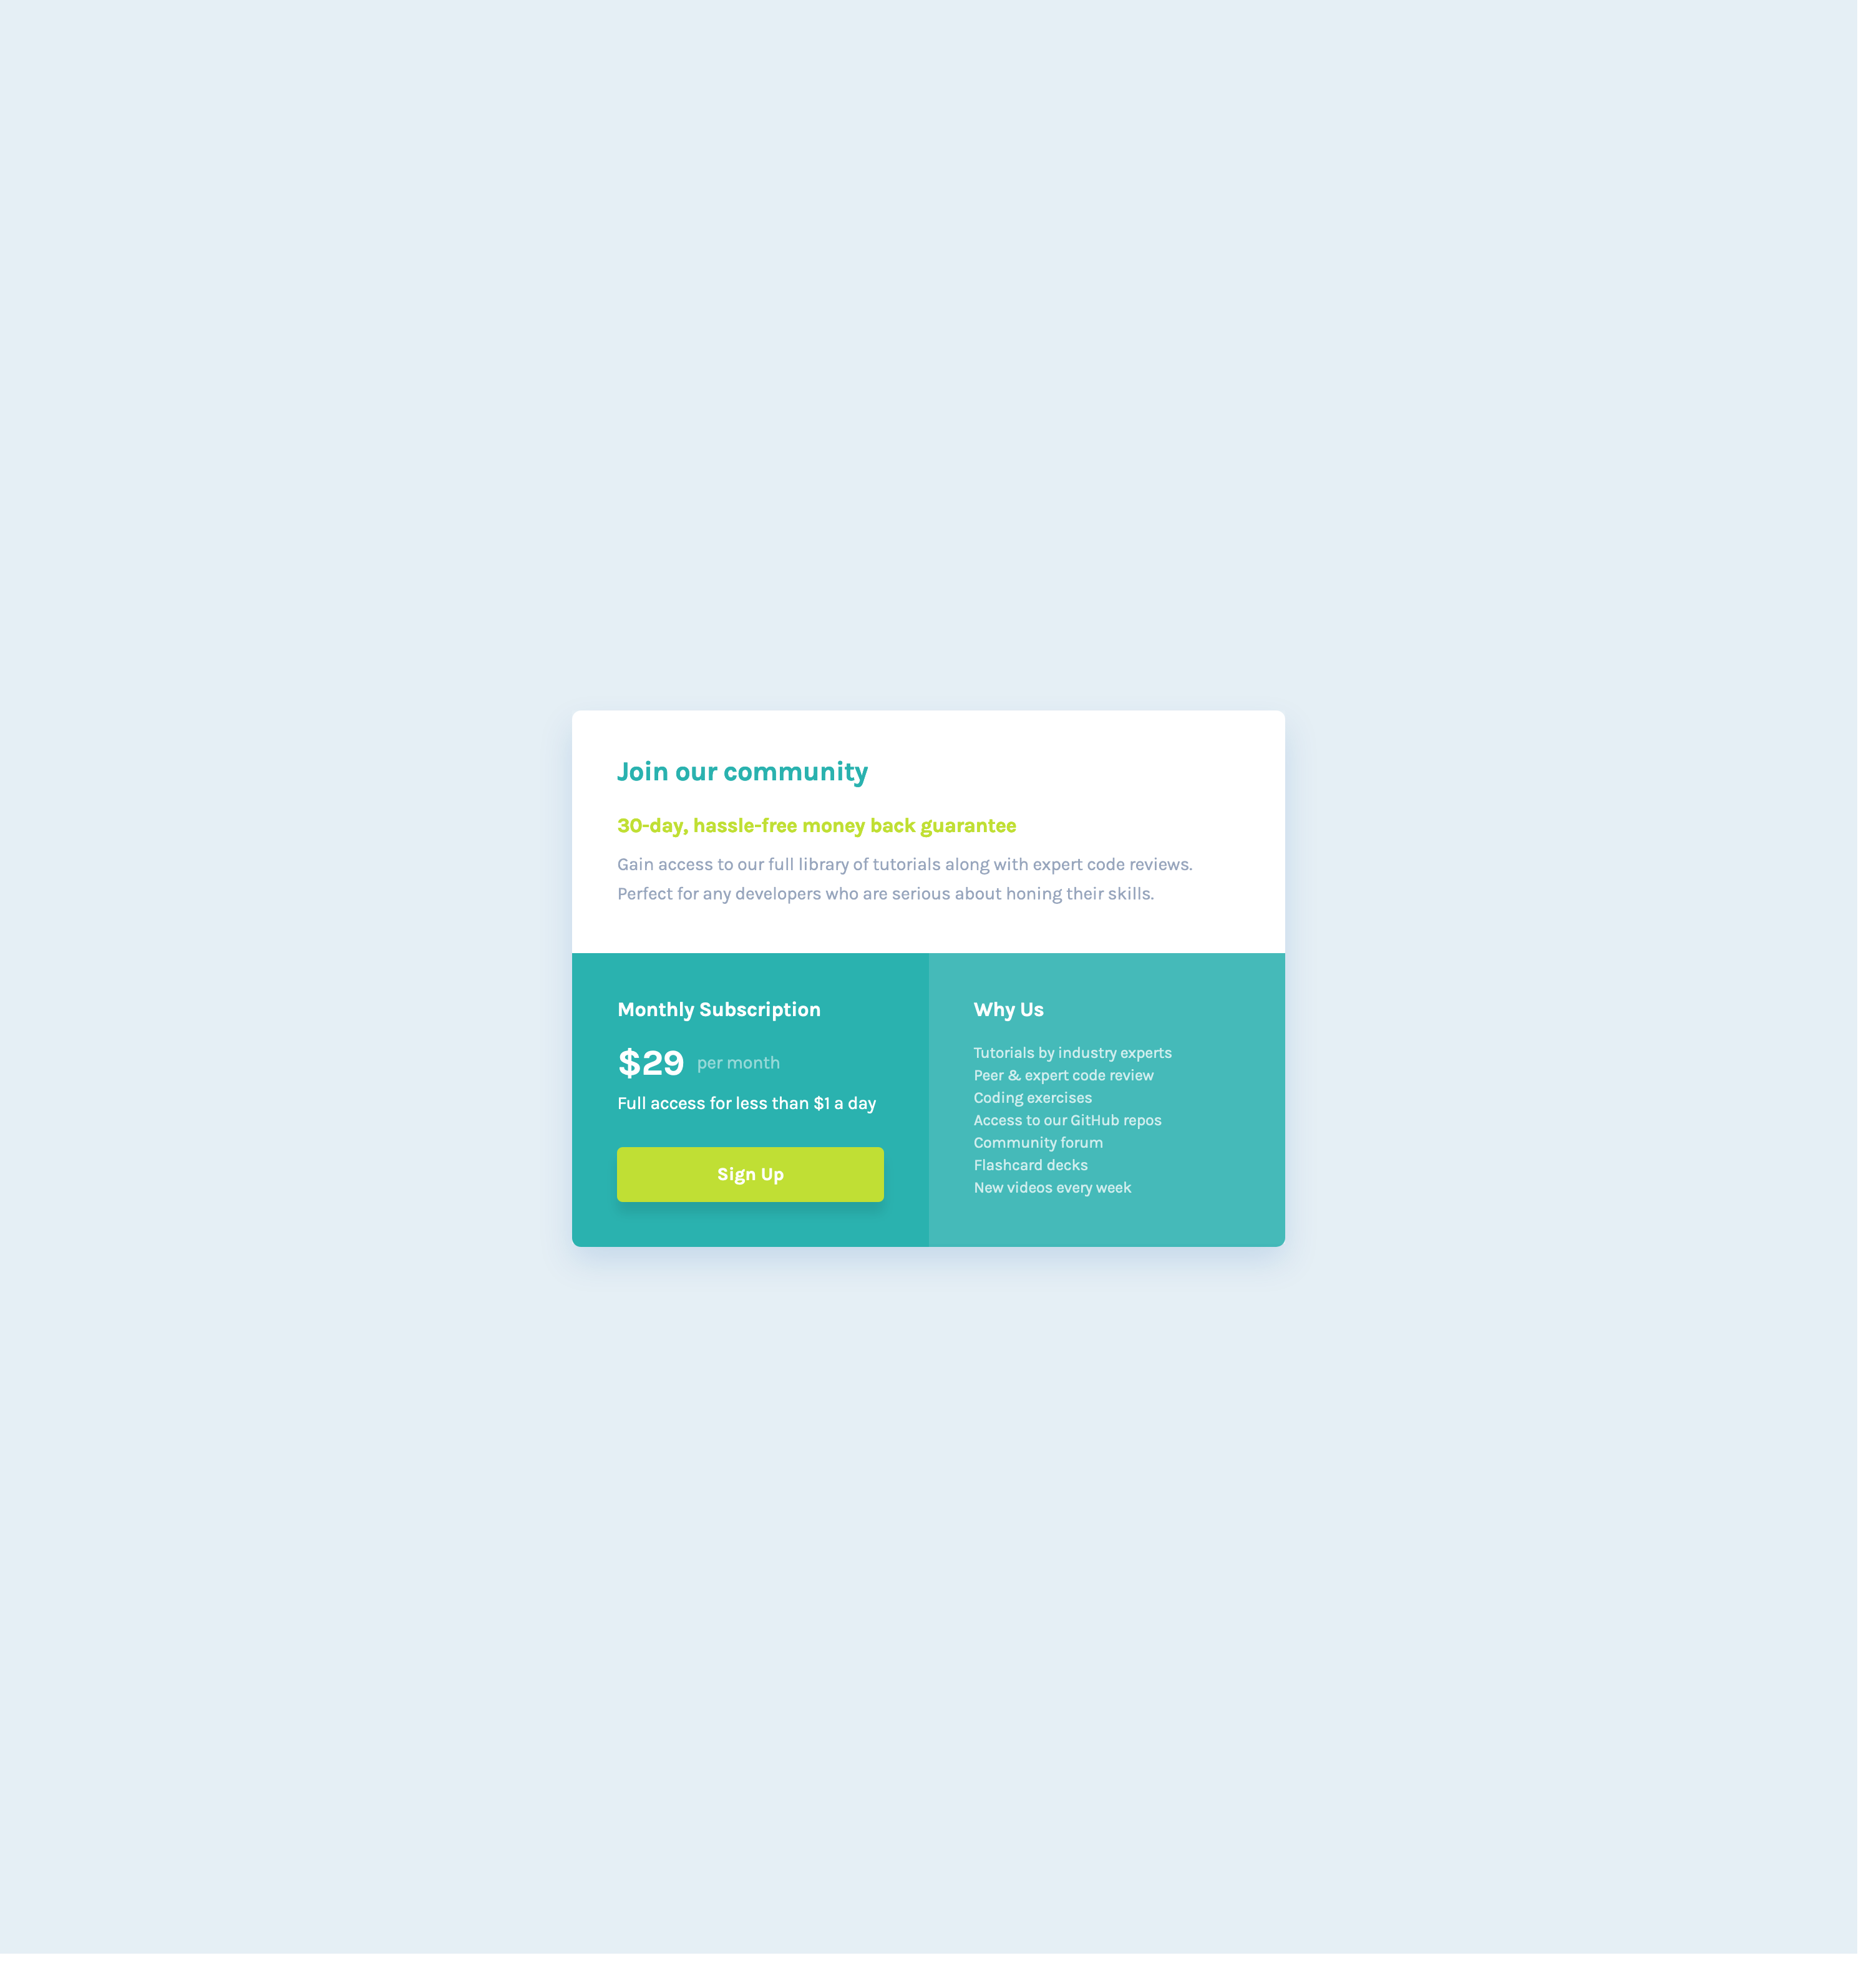 Join our community
30-day, hassle-free money back guarantee
Gain access to our full library of tutorials along with expert code reviews.
Perfect for any developers who are serious about honing their skills.
Monthly Subscription
$29 per month
Full access for less than $1 a day
Sign Up
Why Us
Tutorials by industry experts
Peer & expert code review
Coding exercises
Access to our GitHub repos
Community forum
Flashcard decks
New videos every week